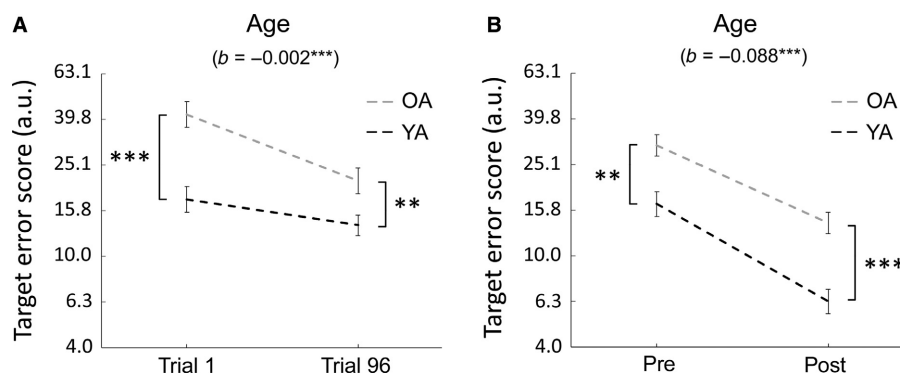 A
Age
(b = –0.002***)
Target error score (a.u.)
63.1
39.8
25.1
15.8
10.0
6.3
4.0
OA
YA
***
**
Trial 1
Trial 96
B
Age
(b = –0.088***)
Target error score (a.u.)
63.1
39.8
25.1
15.8
10.0
6.3
4.0
OA
YA
**
***
Pre
Post